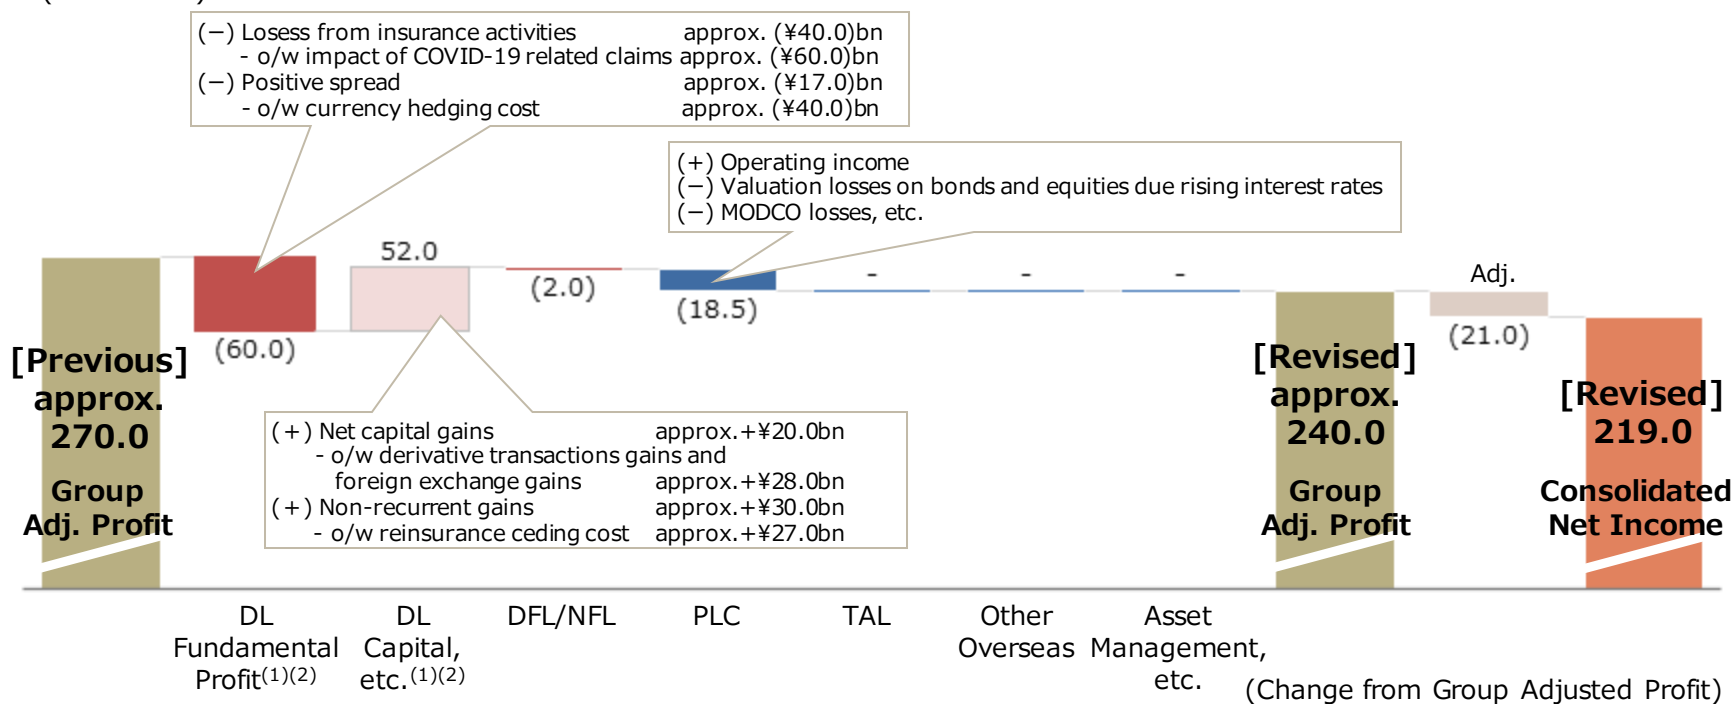 (−) Losess from insurance activities approx. (¥40.0)bn
- o/w impact of COVID-19 related claims approx. (¥60.0)bn
(−) Positive spread approx. (¥17.0)bn
- o/w currency hedging cost approx. (¥40.0)bn
(+) Operating income
(−) Valuation losses on bonds and equities due rising interest rates
(−) MODCO losses, etc.
52.0
(60.0)
(2.0)
(18.5)
-
-
-
Adj.
(21.0)
[Previous]
approx.
270.0
Group
Adj. Profit
(+) Net capital gains approx.+¥20.0bn
- o/w derivative transactions gains and
foreign exchange gains approx.+¥28.0bn
(+) Non-recurrent gains approx.+¥30.0bn
- o/w reinsurance ceding cost approx.+¥27.0bn
[Revised]
approx.
240.0
Group
Adj. Profit
[Revised]
219.0
Consolidated
Net Income
DL
Fundamental
Profit(1)(2)
DL
Capital,
etc.(1)(2)
DFL/NFL
PLC
TAL
Other
Overseas
Asset
Management,
etc.
(Change from Group Adjusted Profit)